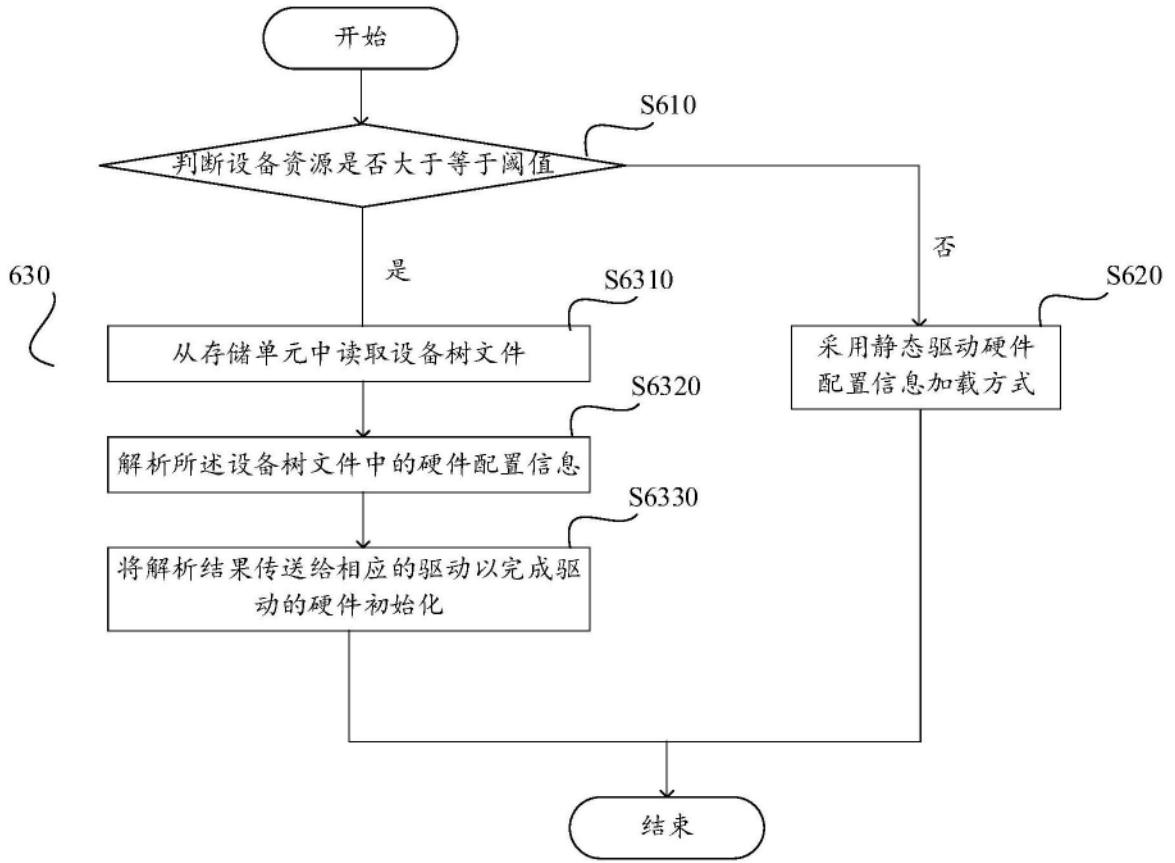 开始
S610
判断设备资源是否大于等于阈值
是
否
630
S6310
从存储单元中读取设备树文件
S620
采用静态驱动硬件
配置信息加载方式
S6320
解析所述设备树文件中的硬件配置信息
S6330
将解析结果传送给相应的驱动以完成驱
动的硬件初始化
结束